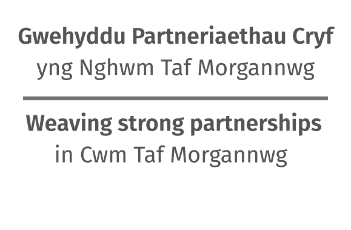 Gwehyddu Partneriaethau Cryf
yng Nghwm Taf Morgannwg
Weaving strong partnerships
in Cwm Taf Morgannwg